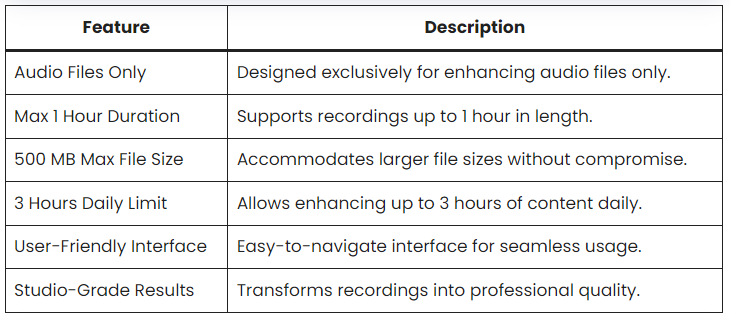 Feature Description
Audio Files Only Designed exclusively for enhancing audio files only.
Max 1 Hour Duration Supports recordings up to 1 hour in length.
500 MB Max File Size Accommodates larger file sizes without compromise.
3 Hours Daily Limit Allows enhancing up to 3 hours of content daily.
User-Friendly Interface Easy-to-navigate interface for seamless usage.
Studio-Grade Results Transforms recordings into professional quality.